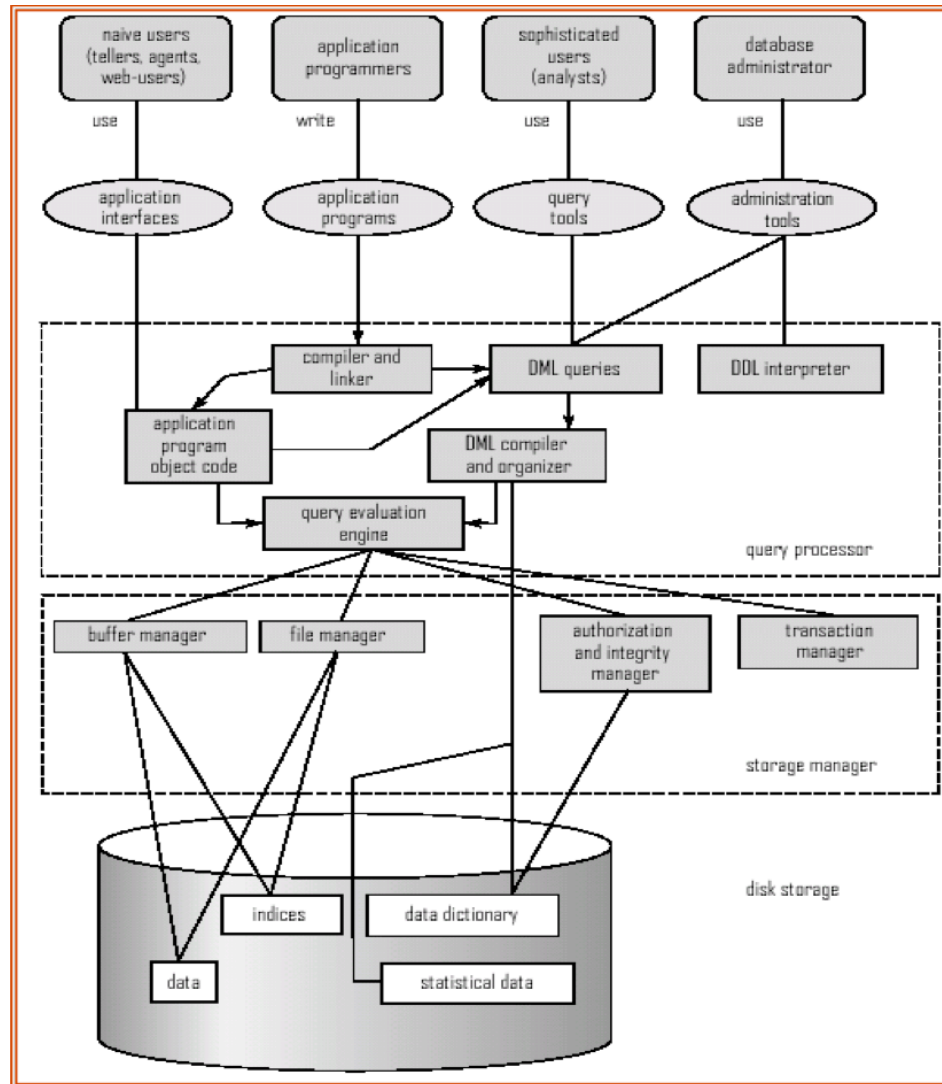 naive users
(tellers, agents,
web-users)
application
programmers
sophisticated
users
(analysts)
database
administrator
use
write
use
use
application
interfaces
application
programs
query
tools
administration
tools
compiler and
linker
DML queries
DDL interpreter
application
program
object code
DML compiler
and organizer
query evaluation
engine
query processor
buffer manager
file manager
authorization
and integrity
manager
transaction
manager
storage manager
disk storage
indices
data dictionary
data
statistical data